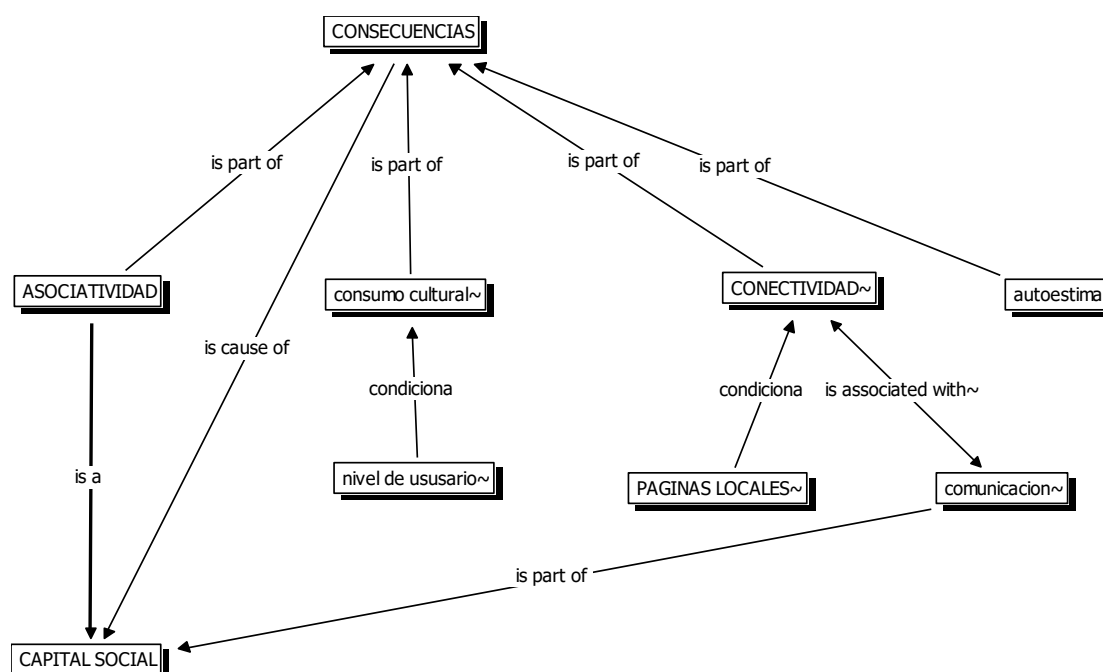 CONSECUENCIAS
is part of
is part of
is part of
is part of
ASOCIATIVIDAD
consumo cultural~
CONECTIVIDAD~
autoestima
is cause of
condiciona
condiciona
is associated with~
is a
nivel de ususario~
PAGINAS LOCALES~
comunicacion~
is part of
CAPITAL SOCIAL